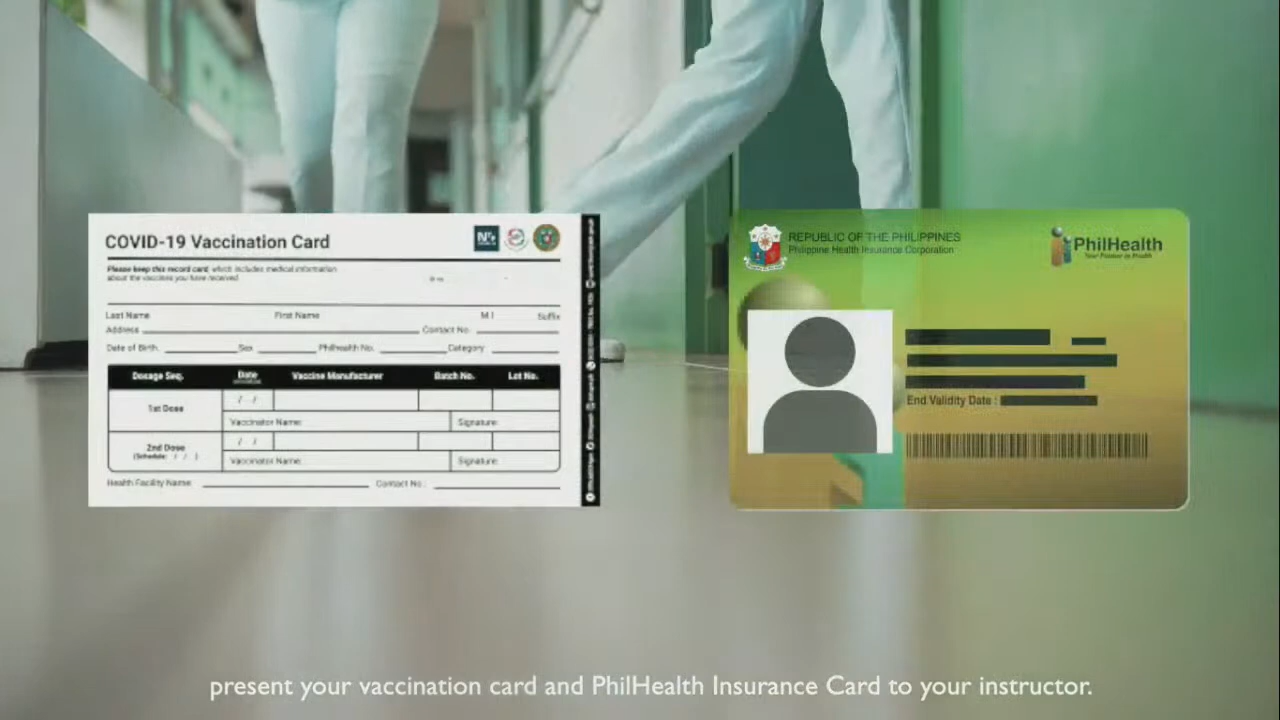 COVID-19 Vaccination Card
Please keep this record card, which includes medical information
about the vaccines you have received
Last Name First Name M.I Suffix
Address Contact No.
Date of Birth Sex Philhealth No. Category
Dosage Seq. Date Vaccine Manufacturer Batch No. Lot No.
1st Dose / /
Vaccinator Name: Signature:
2nd Dose / /
(Schedule: / / )
Vaccinator Name: Signature:
Health Facility Name: Contact No.:
REPUBLIC OF THE PHILIPPINES
Philippine Health Insurance Corporation
PhilHealth
Your Partner in Health
End Validity Date :
present your vaccination card and PhilHealth Insurance Card to your instructor.